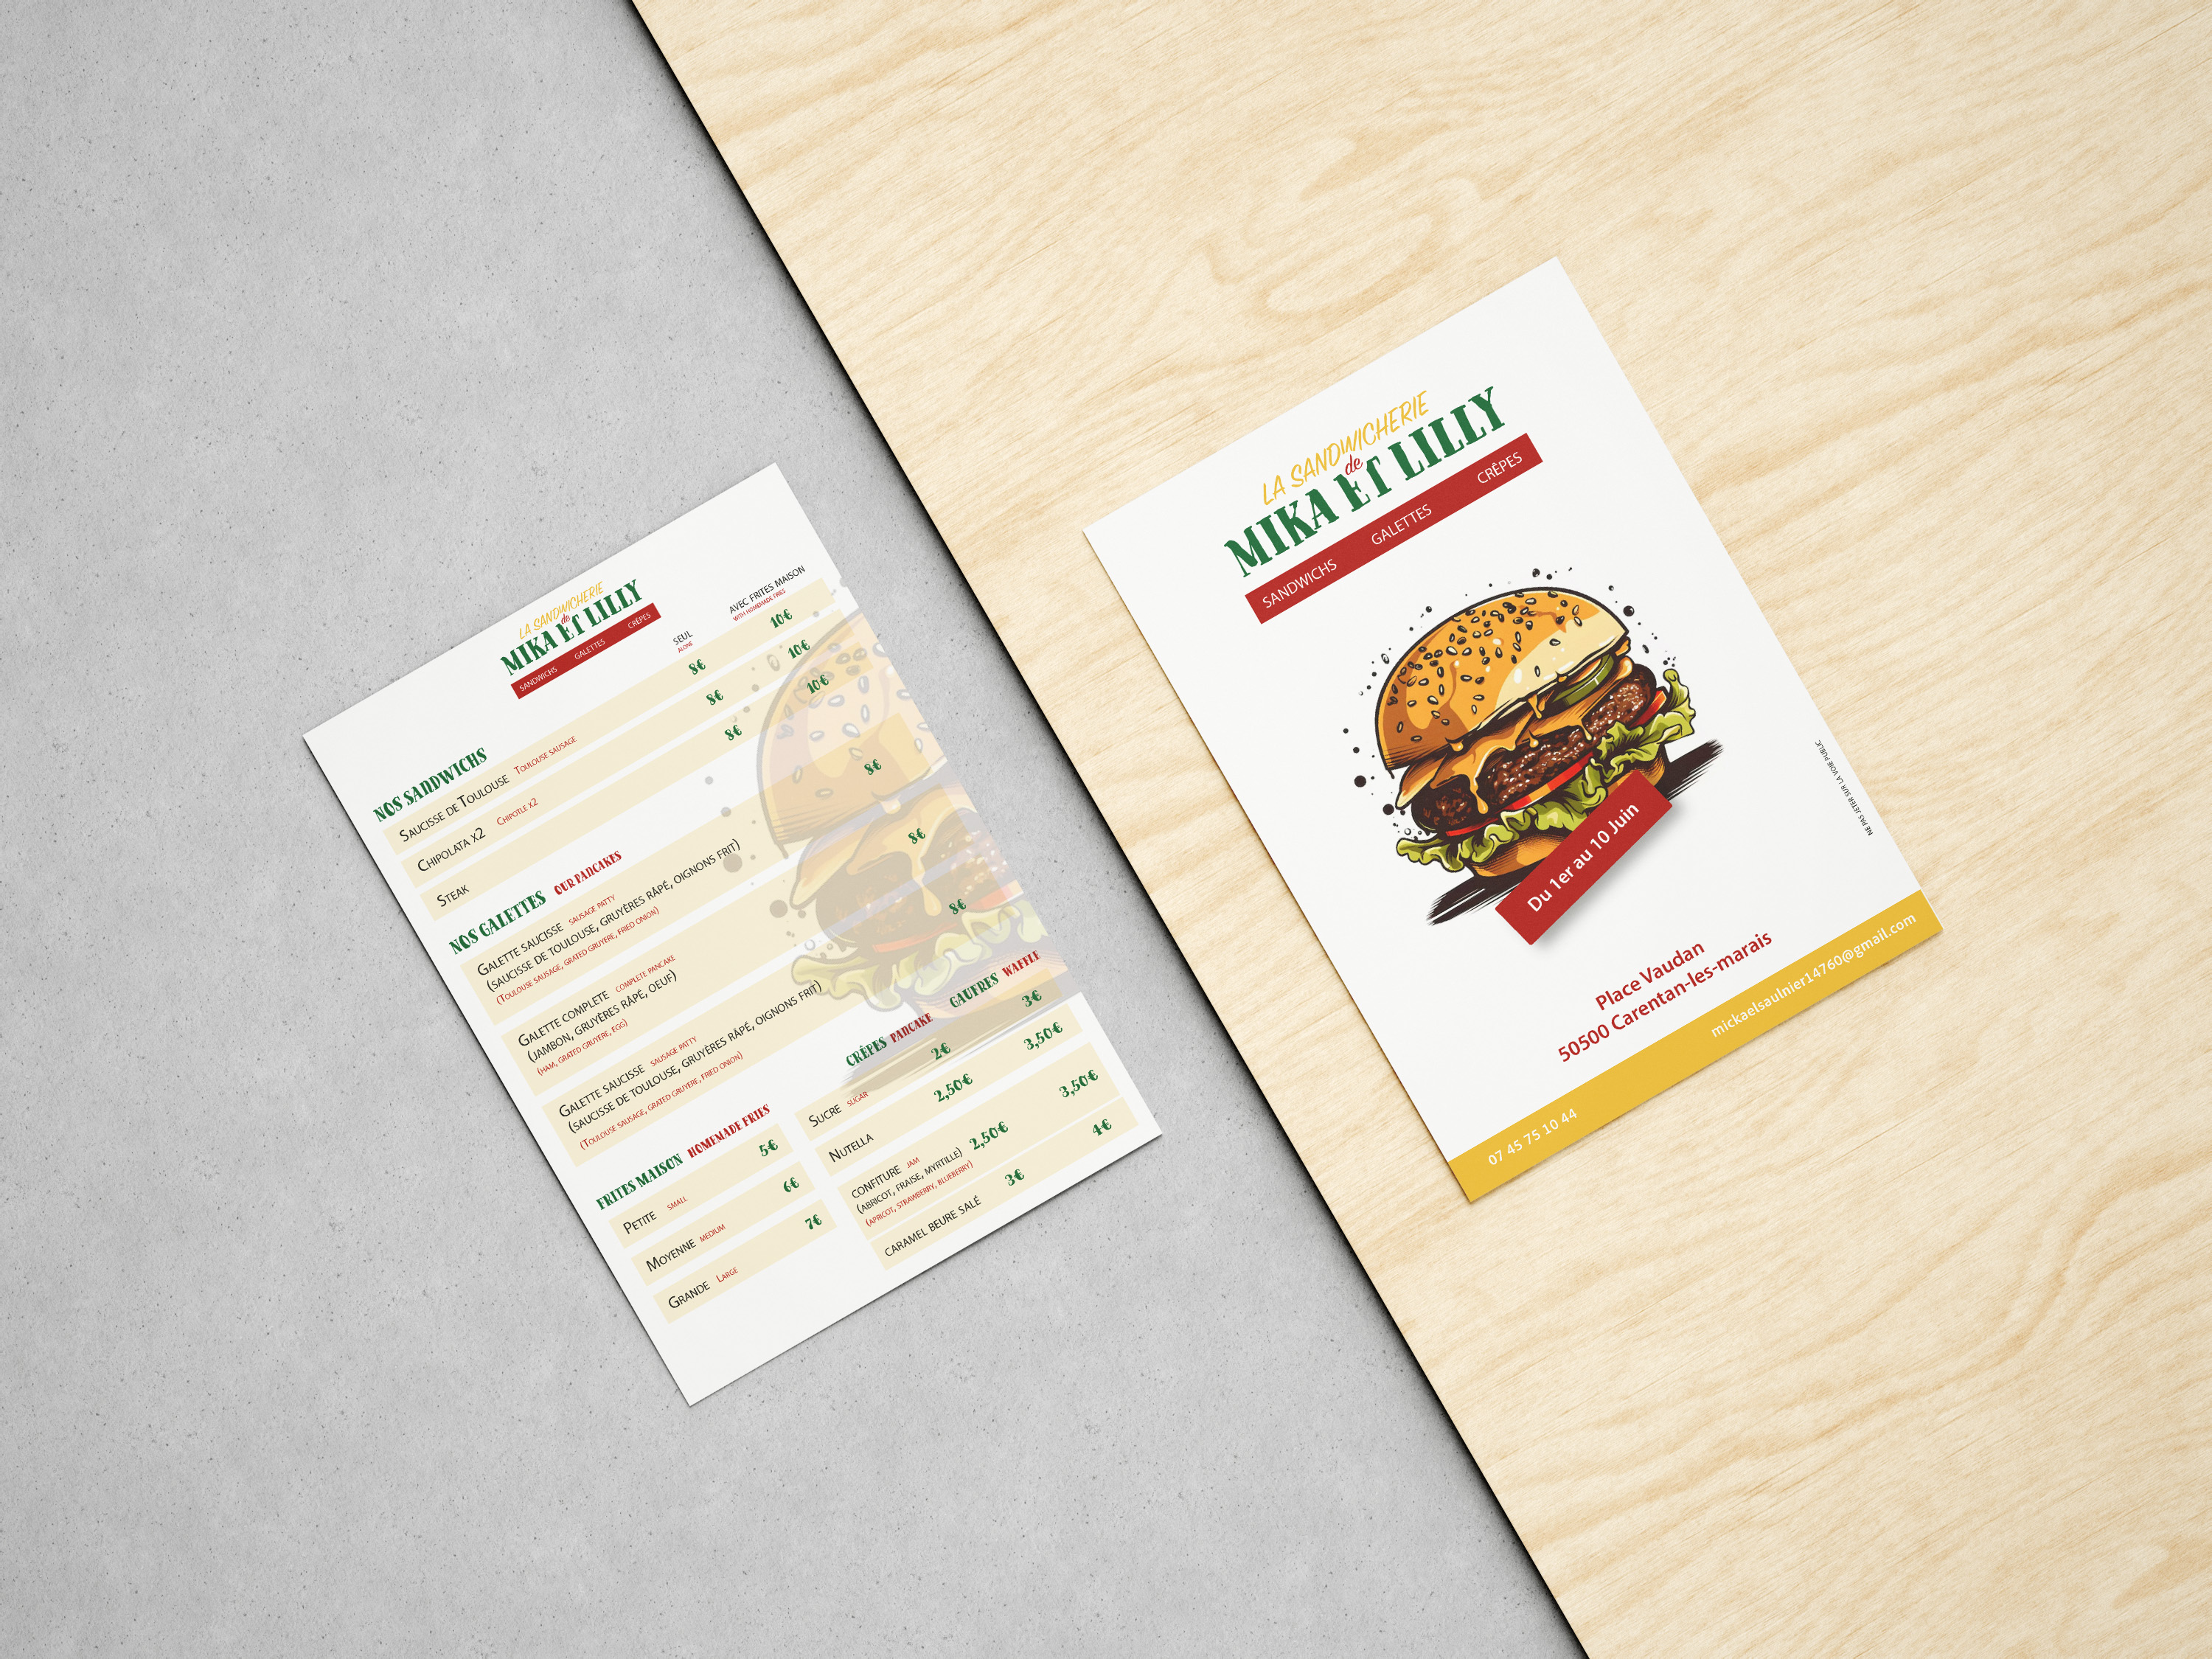 LA SANDWICHERIE
de
MIKA ET LILLY
SANDWICHS GALETTES CRÊPES
SEUL AVEC FRITES MAISON
ALONE WITH HOMEMADE FRIES
NOS SANDWICHS
SAUCISSE DE TOULOUSE TOULOUSE SAUSAGE 8€ 10€
CHIPOLATA X2 CHIPOTLE X2 8€ 10€
STEAK 8€ 10€
NOS GALETTES OUR PANCAKES
GALETTE SAUCISSE SAUSAGE PATTY 8€
(SAUCISSE DE TOULOUSE, GRUYÈRES RÂPÉ, OIGNONS FRIT)
(TOULOUSE SAUSAGE, GRATED GRUYERE, FRIED ONION)
GALETTE COMPLETE COMPLETE PANCAKE 8€
(JAMBON, GRUYÈRES RÂPÉ, OEUF)
(HAM, GRATED GRUYERE, EGG)
GALETTE SAUCISSE SAUSAGE PATTY 8€
(SAUCISSE DE TOULOUSE, GRUYÈRES RÂPÉ, OIGNONS FRIT)
(TOULOUSE SAUSAGE, GRATED GRUYERE, FRIED ONION)
FRITES MAISON HOMEMADE FRIES
PETITE SMALL 5€
MOYENNE MEDIUM 6€
GRANDE LARGE 7€
CRÊPES PANCAKE GAUFRES WAFFLE
SUCRE SUGAR 2€ 3€
NUTELLA 2,50€ 3,50€
CONFITURE JAM 2,50€ 3,50€
(ABRICOT, FRAISE, MYRTILLE)
(APRICOT, STRAWBERRY, BLUEBERRY)
CARAMEL BEURE SALÉ 3€ 4€
LA SANDWICHERIE
de
MIKA ET LILLY
SANDWICHS GALETTES CRÊPES
Du 1er au 10 Juin
NE PAS JETER SUR LA VOIE PUBLIC
Place Vaudan
50500 Carentan-les-marais
07 45 75 10 44 mickaelsaulnier14760@gmail.com